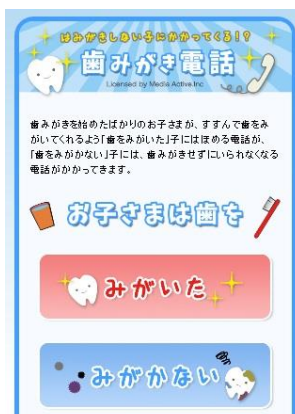 はみがきしない子にかかってくる!?
歯みがき電話
Licensed by Media Active.Inc
歯みがきを始めたばかりのお子さまが、すすんで歯をみ
がいてくれるよう「歯をみがいた」子にはほめる電話が、
「歯をみがかない」子には、歯みがきせずにいられなくなる
電話がかかってきます。
お子さまは歯を
みがいた
みがかない